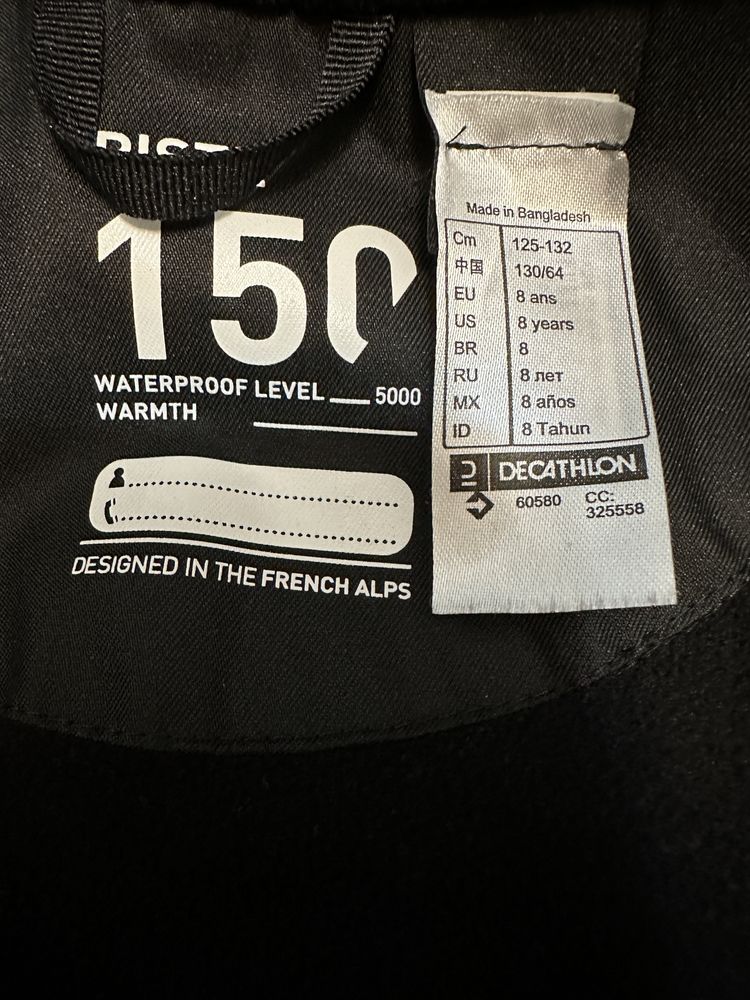 150
WATERPROOF LEVEL 5000
WARMTH
DESIGNED IN THE FRENCH ALPS
Made in Bangladesh
Cm 125-132
中国 130/64
EU 8 ans
US 8 years
BR 8
RU 8 лет
MX 8 años
ID 8 Tahun
DECATHLON
60580 CC:
325558